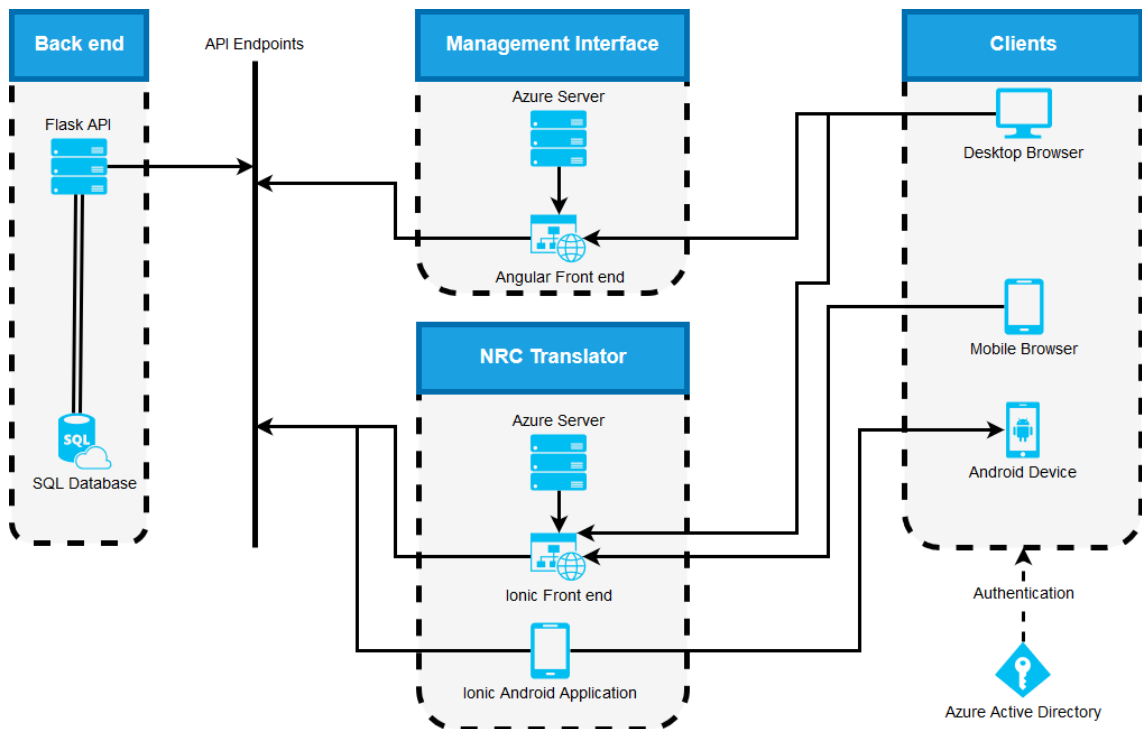 Back end
API Endpoints
Management Interface
Clients
Flask API
SQL
SQL Database
Azure Server
Angular Front end
NRC Translator
Azure Server
Ionic Front end
Ionic Android Application
Desktop Browser
Mobile Browser
Android Device
Authentication
Azure Active Directory